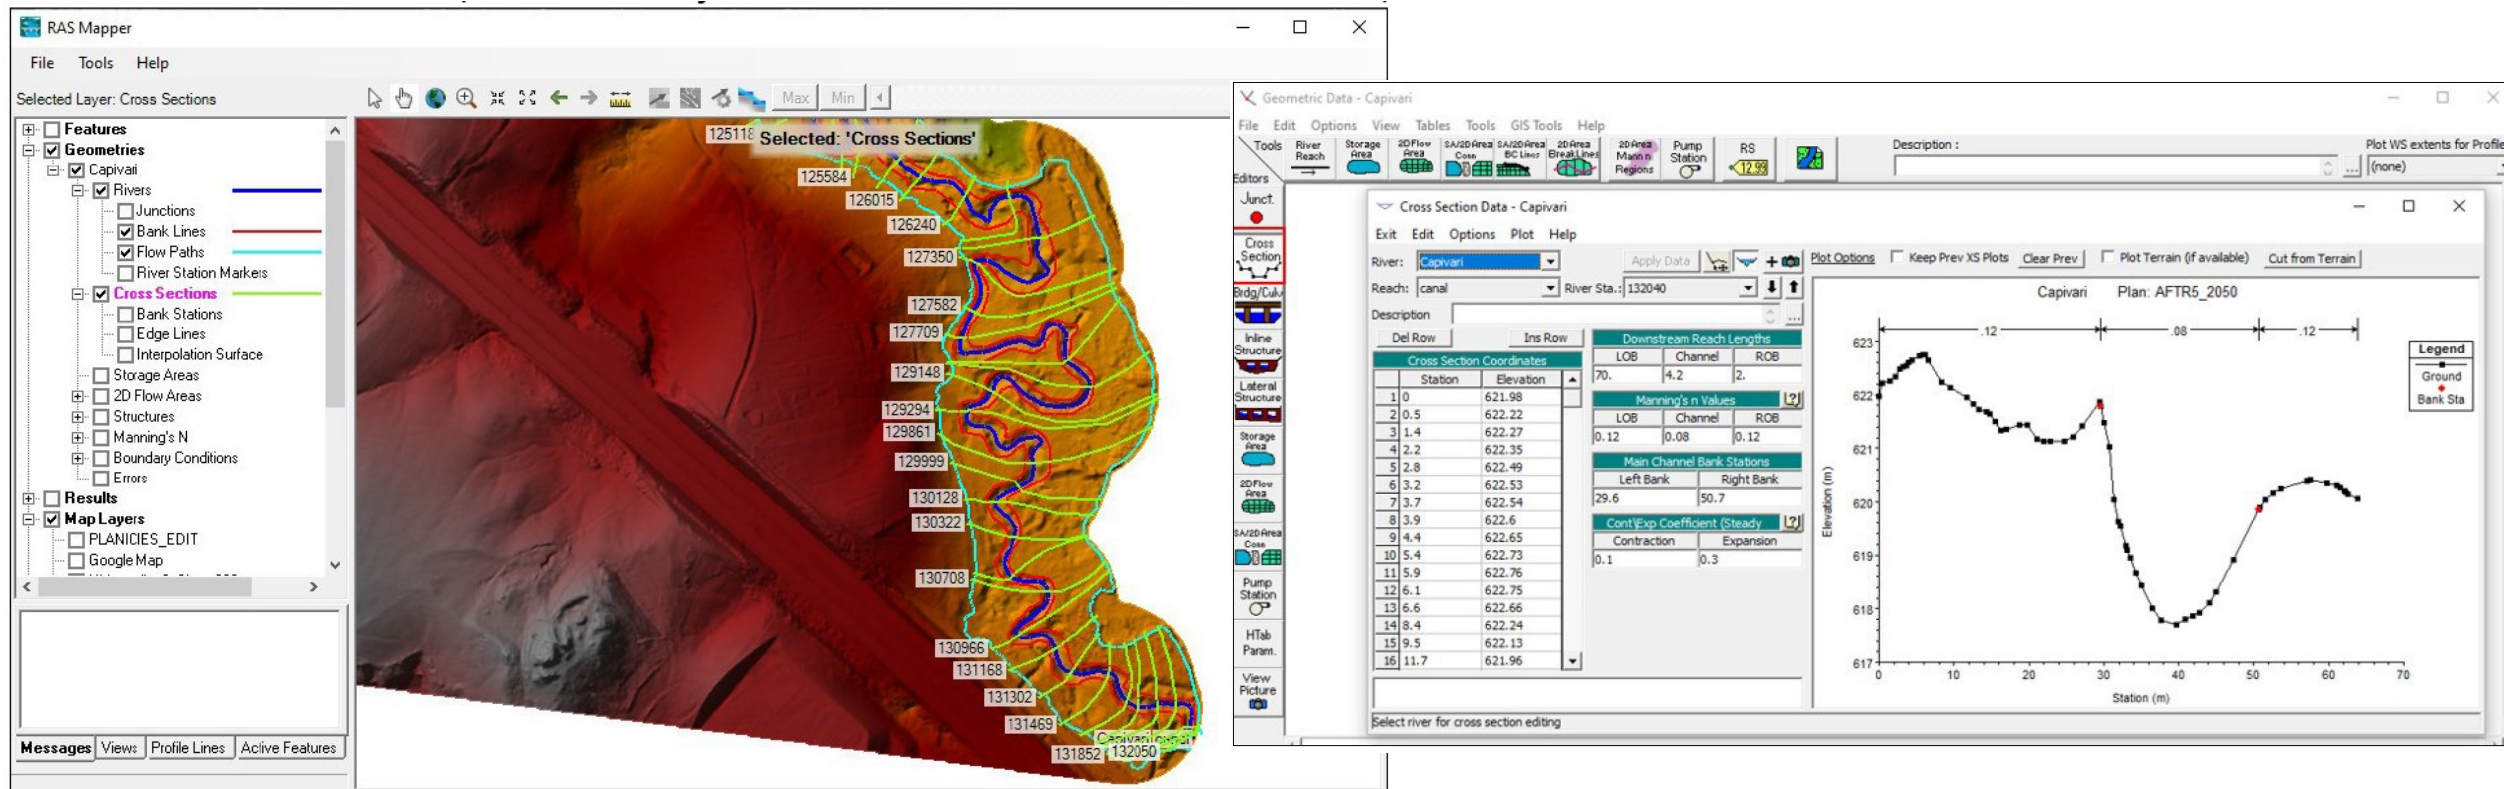 RAS Mapper
File Tools Help
Selected Layer: Cross Sections
Max Min
Features
Geometries
Capivari
Rivers
Junctions
Bank Lines
Flow Paths
River Station Markers
Cross Sections
Bank Stations
Edge Lines
Interpolation Surface
Storage Areas
2D Flow Areas
Structures
Manning's N
Boundary Conditions
Errors
Results
Map Layers
PLANICIES_EDIT
Google Map
Messages Views Profile Lines Active Features
Selected: 'Cross Sections'
125118
125584
126015
126240
127350
127582
127709
129148
129294
129861
129999
130128
130322
130708
130966
131168
131302
131469
131852 132050
Geometric Data - Capivari
File Edit Options View Tables Tools GIS Tools Help
Tools
Editors
River Reach
Storage Area
2D Flow Area
SA/2D Area Conn
SA/2D Area BC Lines
2D Area BreakLines
2D Area Mann n Regions
Pump Station
RS
12.99
Description :
...
Plot WS extents for Profile
(none)
Junct.
Cross Section
Brdg/Culv
Inline Structure
Lateral Structure
Storage Area
2D Flow Area
SA/2D Area Conn
Pump Station
HTab Param.
View Picture
Cross Section Data - Capivari
Exit Edit Options Plot Help
River: Capivari
Apply Data
Plot Options Keep Prev XS Plots Clear Prev Plot Terrain (if available) Cut from Terrain
Reach: canal River Sta.: 132040
Description ...
Del Row Ins Row
Cross Section Coordinates
Station Elevation
1 0 621.98
2 0.5 622.22
3 1.4 622.27
4 2.2 622.35
5 2.8 622.49
6 3.2 622.53
7 3.7 622.54
8 3.9 622.6
9 4.4 622.65
10 5.4 622.73
11 5.9 622.76
12 6.1 622.75
13 6.6 622.66
14 8.4 622.24
15 9.5 622.13
16 11.7 621.96
Downstream Reach Lengths
LOB Channel ROB
70. 4.2 2.
Manning's n Values
LOB Channel ROB
0.12 0.08 0.12
Main Channel Bank Stations
Left Bank Right Bank
29.6 50.7
Cont\Exp Coefficient (Steady
Contraction Expansion
0.1 0.3
Select river for cross section editing
Capivari Plan: AFTR5_2050
.12 .08 .12
Legend
Ground
Bank Sta
Elevation (m)
623
622
621
620
619
618
617
0 10 20 30 40 50 60 70
Station (m)